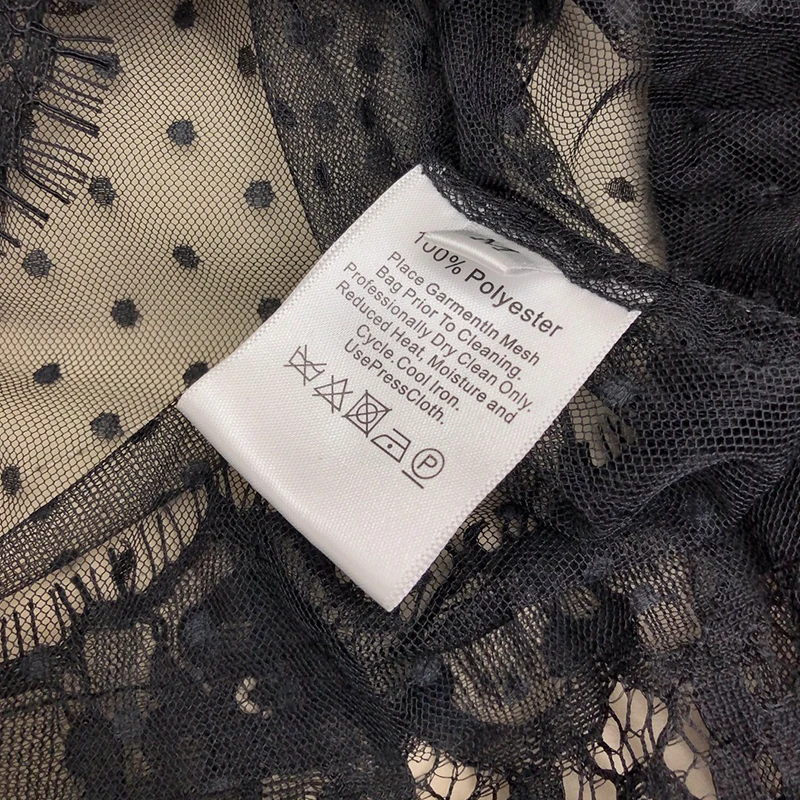 M
100% Polyester
Place Garmentin Mesh
Bag Prior To Cleaning.
Professionally Dry Clean Only.
Reduced Heat, Moisture and
Cycle. Cool Iron.
UsePressCloth.
P